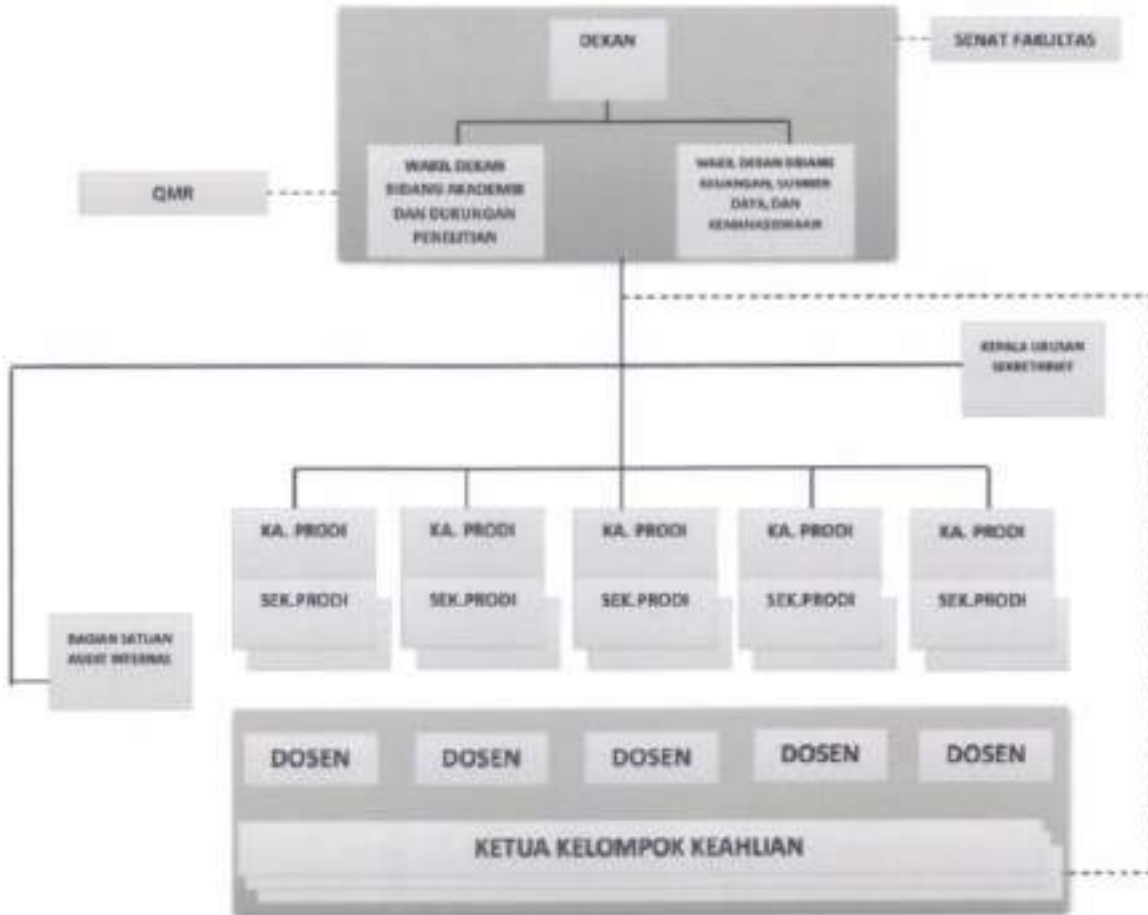 DEKAN
SENAT FAKULTAS
WAKIL DEKAN
BIDANG AKADEMIK
DAN DUKUNGAN
PENELITIAN
WAKIL DEKAN BIDANG
KEUANGAN, SUMBER
DAYA, DAN
KEMAHASISWAAN
QMR
KEPALA URUSAN
SEKRETARIAT
KA. PRODI
KA. PRODI
KA. PRODI
KA. PRODI
KA. PRODI
SEK.PRODI
SEK.PRODI
SEK.PRODI
SEK.PRODI
SEK.PRODI
BAGIAN SATUAN
AUDIT INTERNAL
DOSEN
DOSEN
DOSEN
DOSEN
DOSEN
KETUA KELOMPOK KEAHLIAN